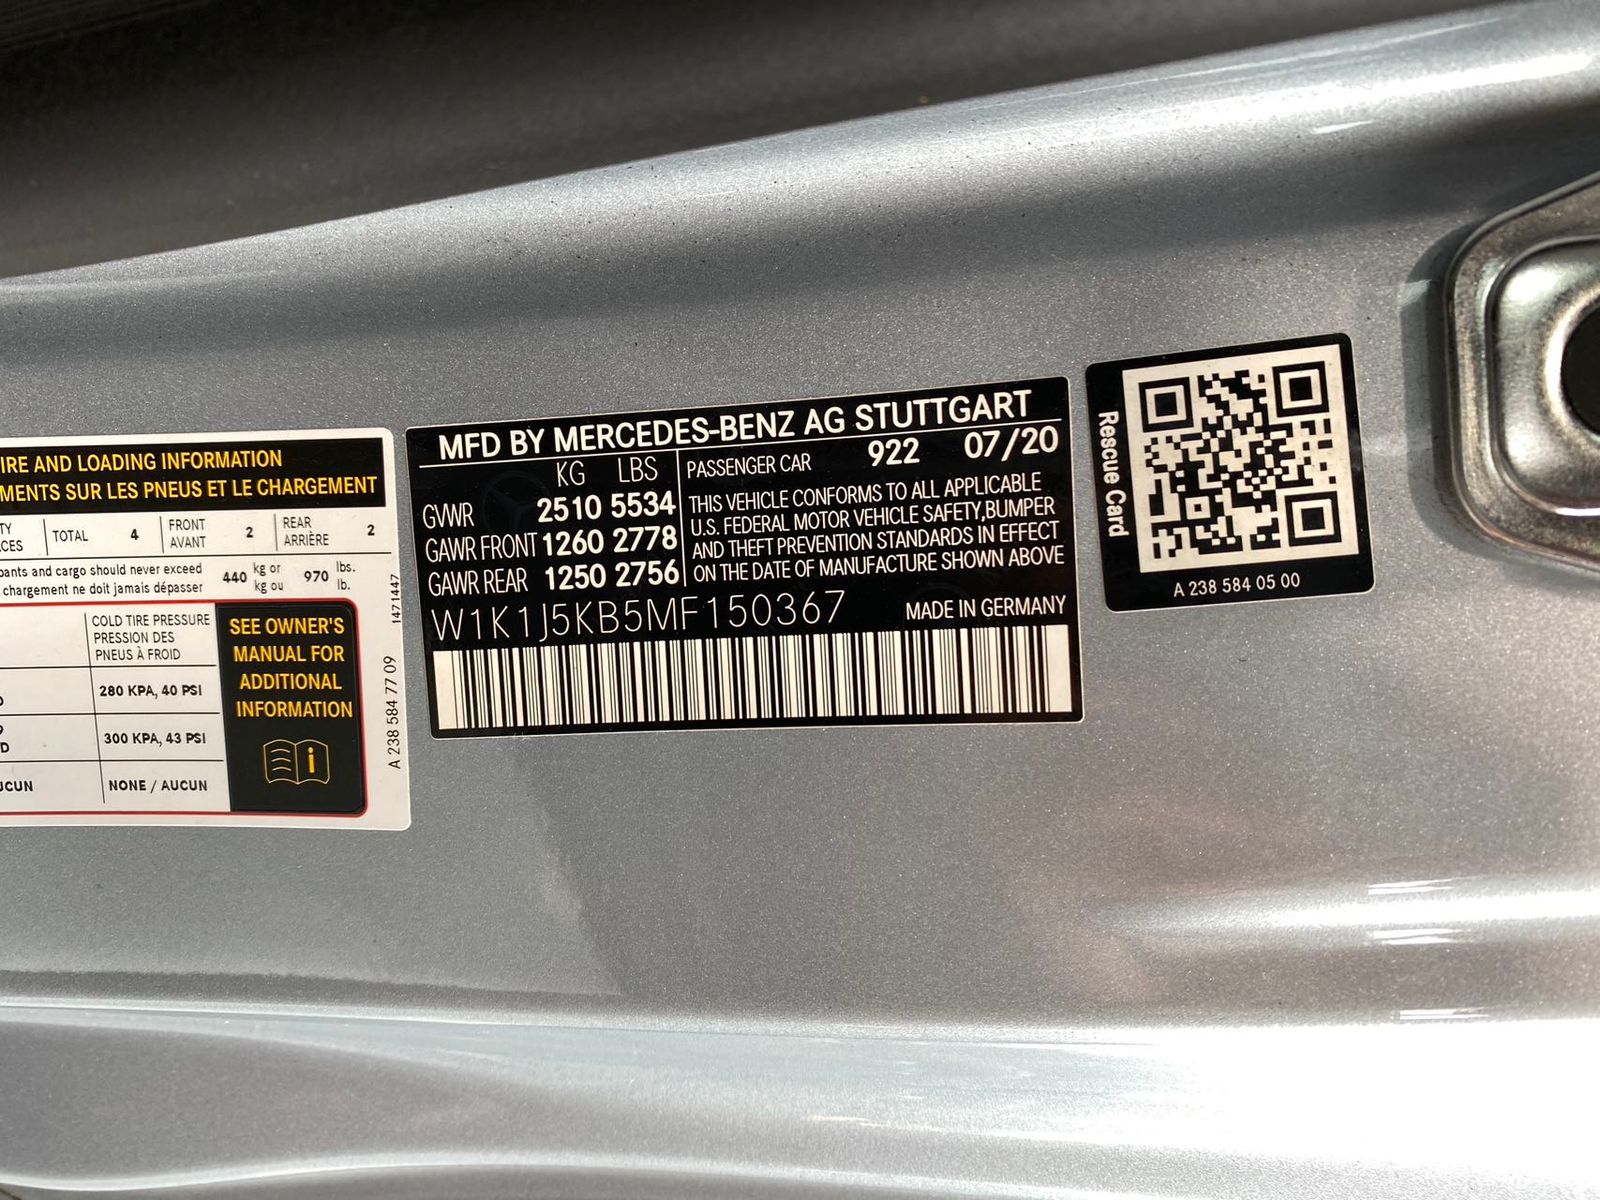 IRE AND LOADING INFORMATION
MENTS SUR LES PNEUS ET LE CHARGEMENT
TOTAL 4 FRONT AVANT 2 REAR ARRIÈRE 2
and cargo should never exceed
chargement ne doit jamais dépasser
440 kg or kg ou 970 lbs. lb.
COLD TIRE PRESSURE
PRESSION DES
PNEUS À FROID
280 KPA, 40 PSI
300 KPA, 43 PSI
NONE / AUCUN
SEE OWNER'S
MANUAL FOR
ADDITIONAL
INFORMATION
1471447
A 238 584 77 09
MFD BY MERCEDES-BENZ AG STUTTGART
KG LBS
GVWR 2510 5534
GAWR FRONT 1260 2778
GAWR REAR 1250 2756
PASSENGER CAR 922 07/20
THIS VEHICLE CONFORMS TO ALL APPLICABLE
U.S. FEDERAL MOTOR VEHICLE SAFETY,BUMPER
AND THEFT PREVENTION STANDARDS IN EFFECT
ON THE DATE OF MANUFACTURE SHOWN ABOVE
W1K1J5KB5MF150367 MADE IN GERMANY
Rescue Card
A 238 584 05 00